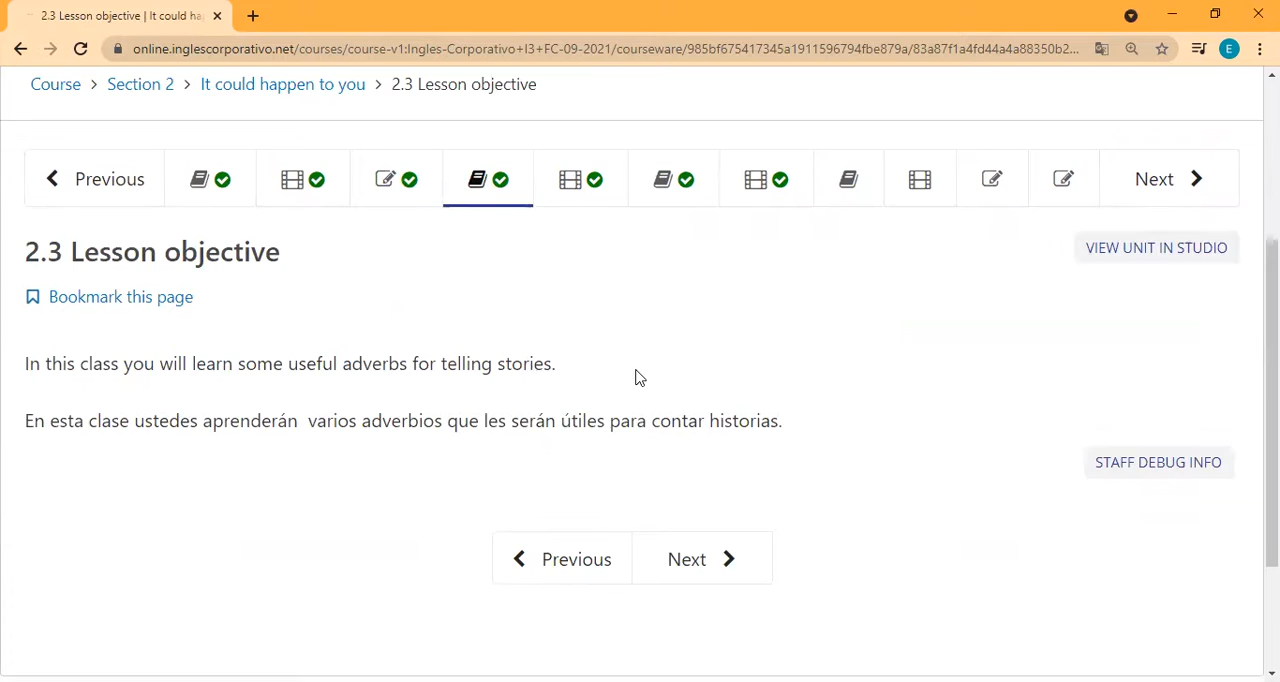 2.3 Lesson objective | It could ha
online.inglescorporativo.net/courses/course-v1:Ingles-Corporativo+I3+FC-09-2021/courseware/985bf675417345a1911596794fbe879a/83a87f1a4fd44a4a88350b2...
E
Course > Section 2 > It could happen to you > 2.3 Lesson objective
Previous
Next
2.3 Lesson objective
VIEW UNIT IN STUDIO
Bookmark this page
In this class you will learn some useful adverbs for telling stories.
En esta clase ustedes aprenderán varios adverbios que les serán útiles para contar historias.
STAFF DEBUG INFO
Previous
Next